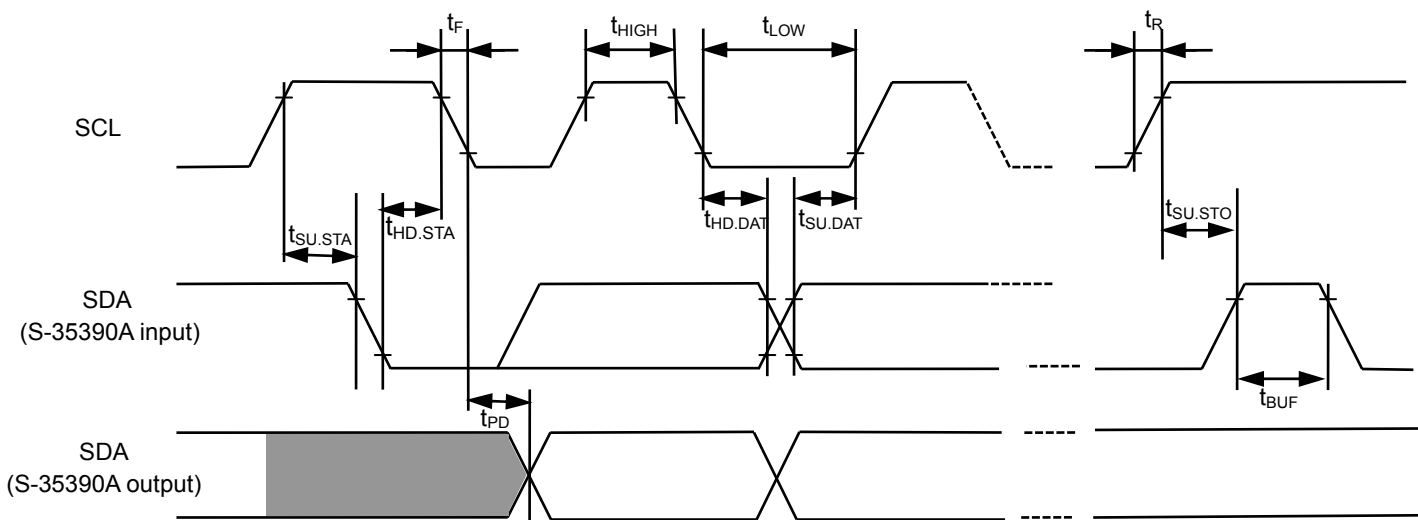 tF
tHIGH
tLOW
tR
SCL
tSU.STA
tHD.STA
tHD.DAT
tSU.DAT
tSU.STO
SDA
(S-35390A input)
tPD
tBUF
SDA
(S-35390A output)